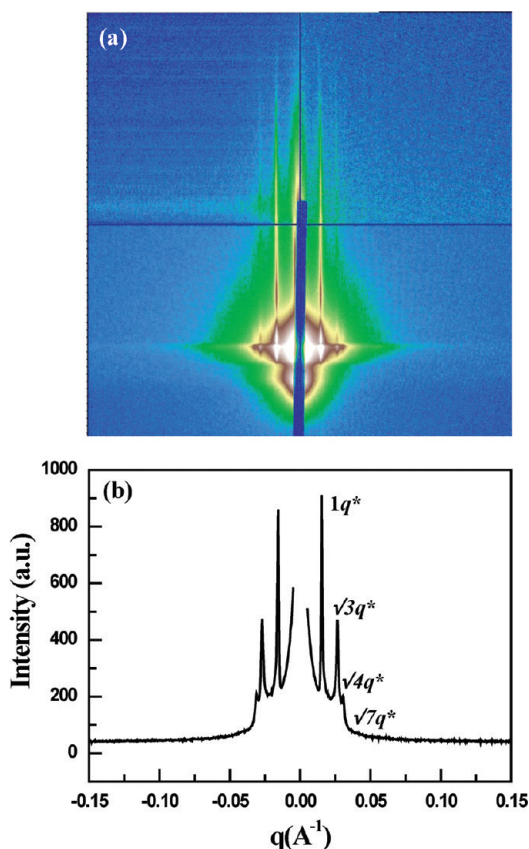 (a)
(b)
1000
800
600
400
200
0
Intensity (a.u.)
1q*
√3q*
√4q*
√7q*
-0.15 -0.10 -0.05 0.00 0.05 0.10 0.15
q(A⁻¹)